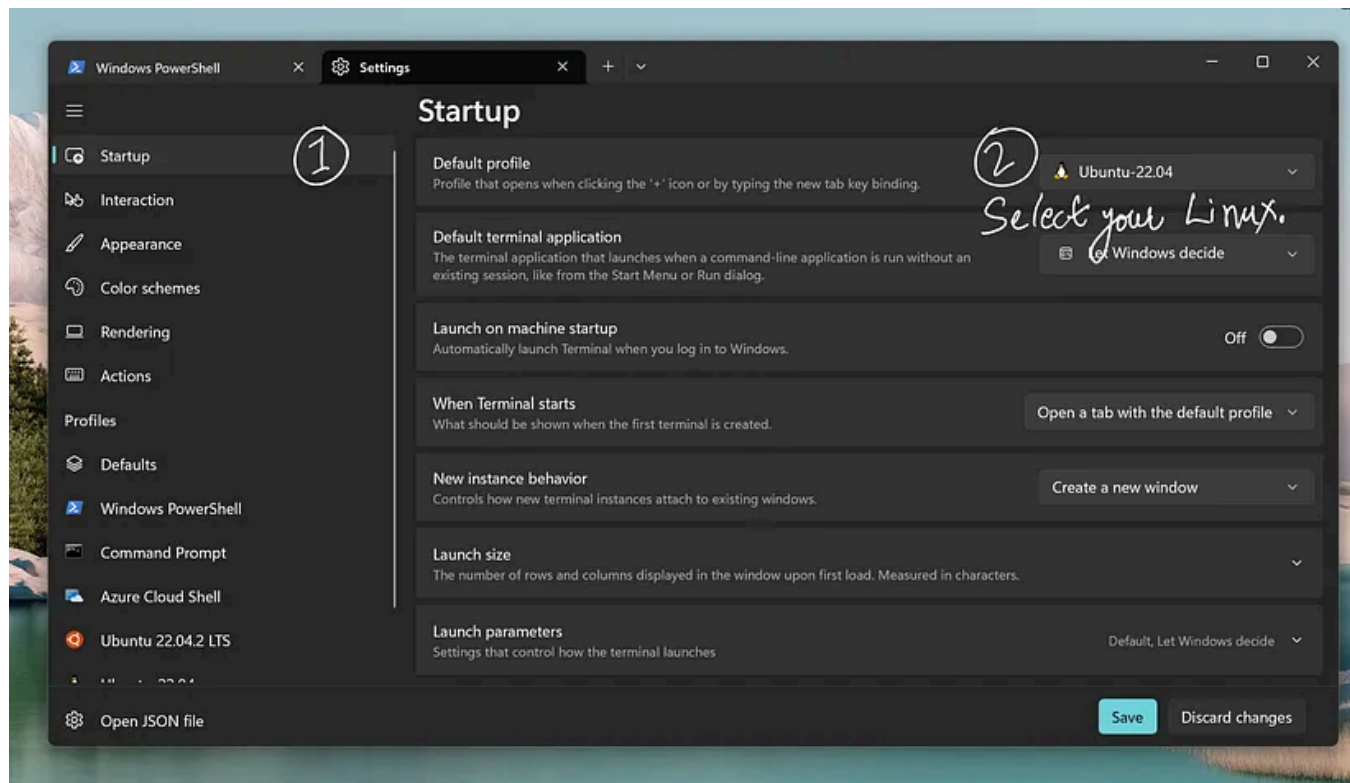 Windows PowerShell
Settings
Startup
Startup
1
Interaction
Appearance
Color schemes
Rendering
Actions
Profiles
Defaults
Windows PowerShell
Command Prompt
Azure Cloud Shell
Ubuntu 22.04.2 LTS
Open JSON file
Default profile
Profile that opens when clicking the '+' icon or by typing the new tab key binding.
2
Ubuntu-22.04
Select your Linux.
Default terminal application
The terminal application that launches when a command-line application is run without an
existing session, like from the Start Menu or Run dialog.
Let Windows decide
Launch on machine startup
Automatically launch Terminal when you log in to Windows.
Off
When Terminal starts
What should be shown when the first terminal is created.
Open a tab with the default profile
New instance behavior
Controls how new terminal instances attach to existing windows.
Create a new window
Launch size
The number of rows and columns displayed in the window upon first load. Measured in characters.
Launch parameters
Settings that control how the terminal launches
Default, Let Windows decide
Save
Discard changes